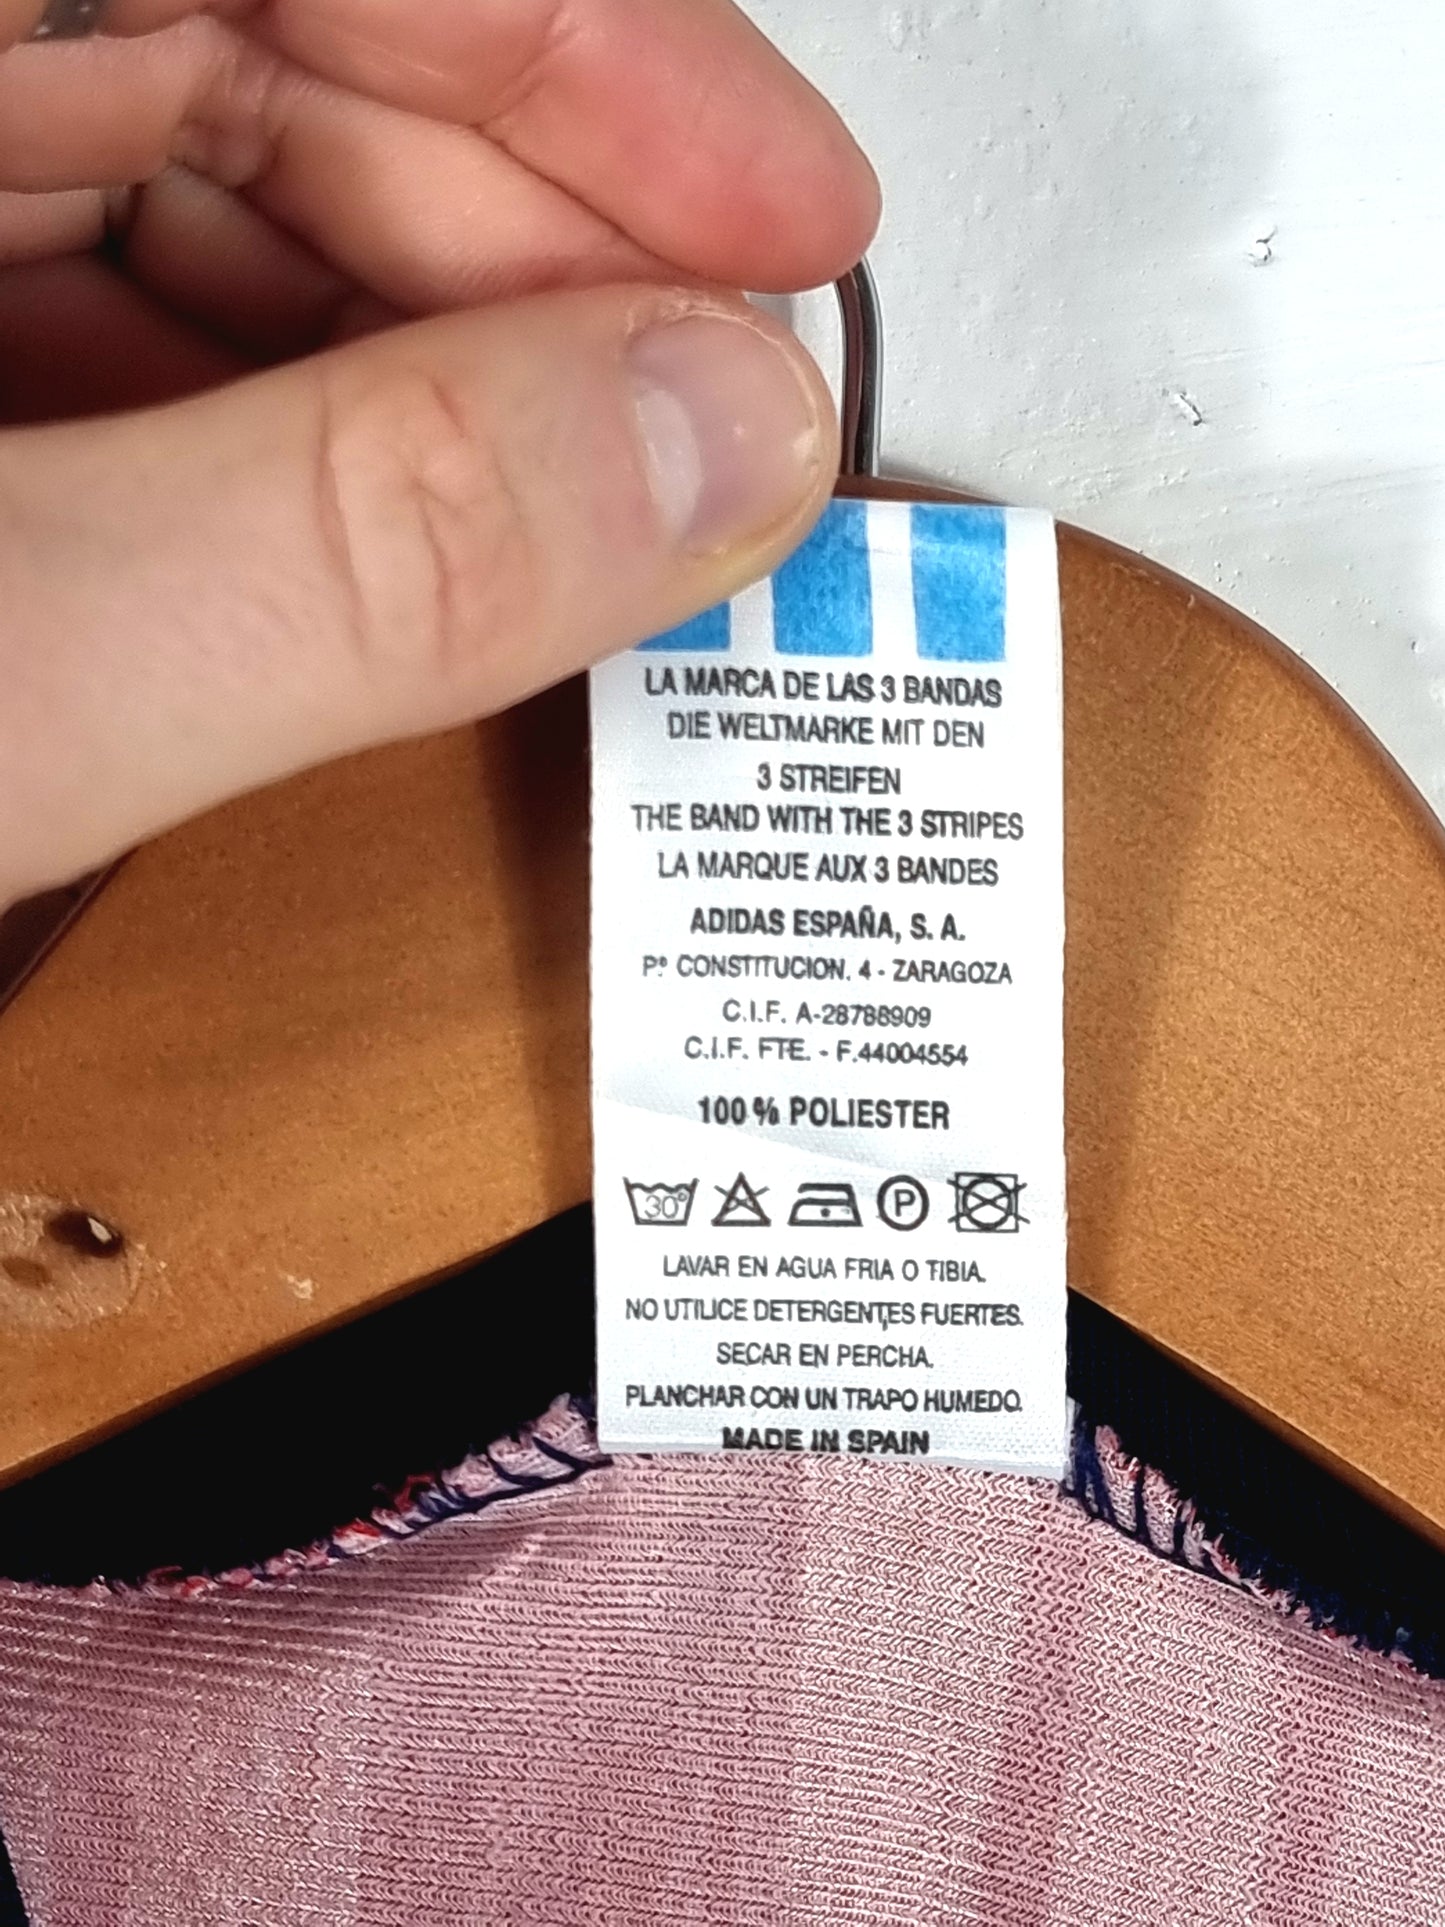 LA MARCA DE LAS 3 BANDAS
DIE WELTMARKE MIT DEN
3 STREIFEN
THE BAND WITH THE 3 STRIPES
LA MARQUE AUX 3 BANDES
ADIDAS ESPAÑA, S. A.
Pº CONSTITUCION. 4 - ZARAGOZA
C.I.F. A-28788909
C.I.F. FTE. - F.44004554
100 % POLIESTER
30° P
LAVAR EN AGUA FRIA O TIBIA.
NO UTILICE DETERGENTES FUERTES.
SECAR EN PERCHA.
PLANCHAR CON UN TRAPO HUMEDO.
MADE IN SPAIN